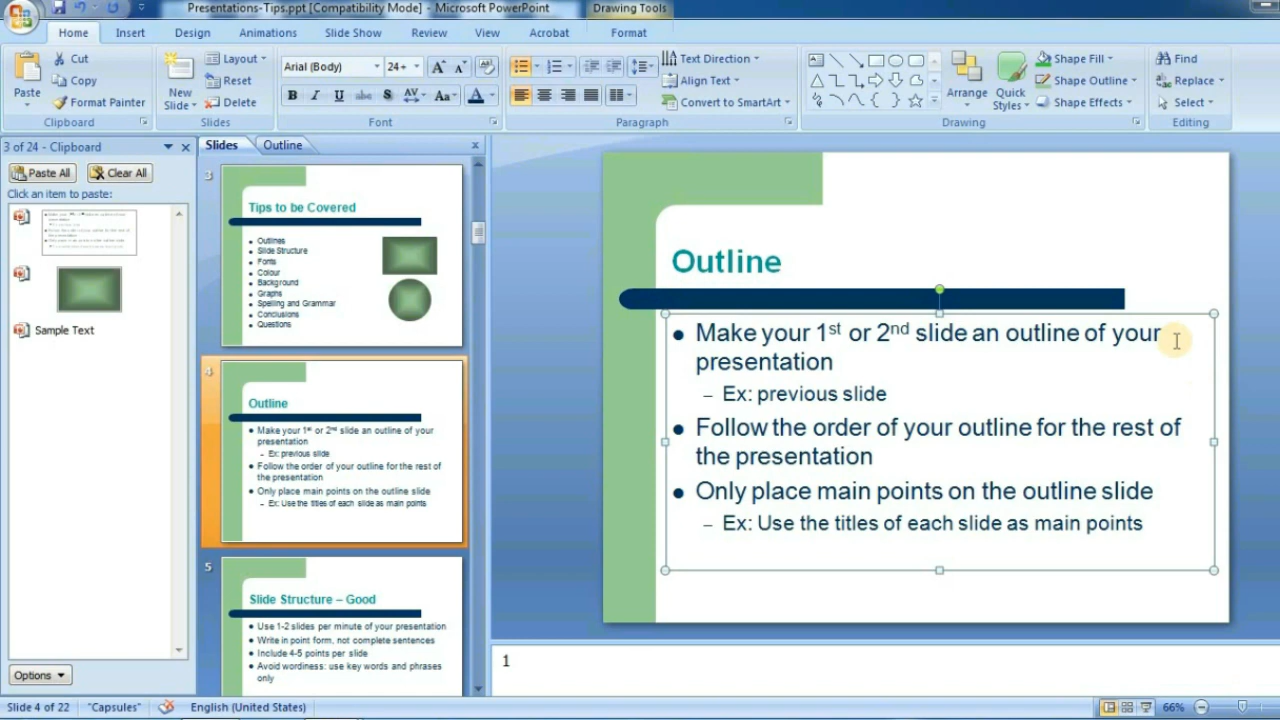 Presentations-Tips.ppt [Compatibility Mode] - Microsoft PowerPoint
Drawing Tools
Home
Insert
Design
Animations
Slide Show
Review
View
Acrobat
Format
Paste
Cut
Copy
Format Painter
Clipboard
New
Slide
Layout
Reset
Delete
Slides
Arial (Body)
24+
Font
Text Direction
Align Text
Convert to SmartArt
Paragraph
Arrange
Quick
Styles
Shape Fill
Shape Outline
Shape Effects
Drawing
Find
Replace
Select
Editing
3 of 24 - Clipboard
Paste All
Clear All
Click an item to paste:
Sample Text
Options
Slides
Outline
3
Tips to be Covered
Outlines
Slide Structure
Fonts
Colour
Background
Graphs
Spelling and Grammar
Conclusions
Questions
4
Outline
Make your 1st or 2nd slide an outline of your
presentation
– Ex: previous slide
Follow the order of your outline for the rest of
the presentation
Only place main points on the outline slide
– Ex: Use the titles of each slide as main points
5
Slide Structure – Good
Use 1-2 slides per minute of your presentation
Write in point form, not complete sentences
Include 4-5 points per slide
Avoid wordiness: use key words and phrases
only
Outline
● Make your 1st or 2nd slide an outline of your
presentation
– Ex: previous slide
● Follow the order of your outline for the rest of
the presentation
● Only place main points on the outline slide
– Ex: Use the titles of each slide as main points
1
Slide 4 of 22
"Capsules"
English (United States)
66%